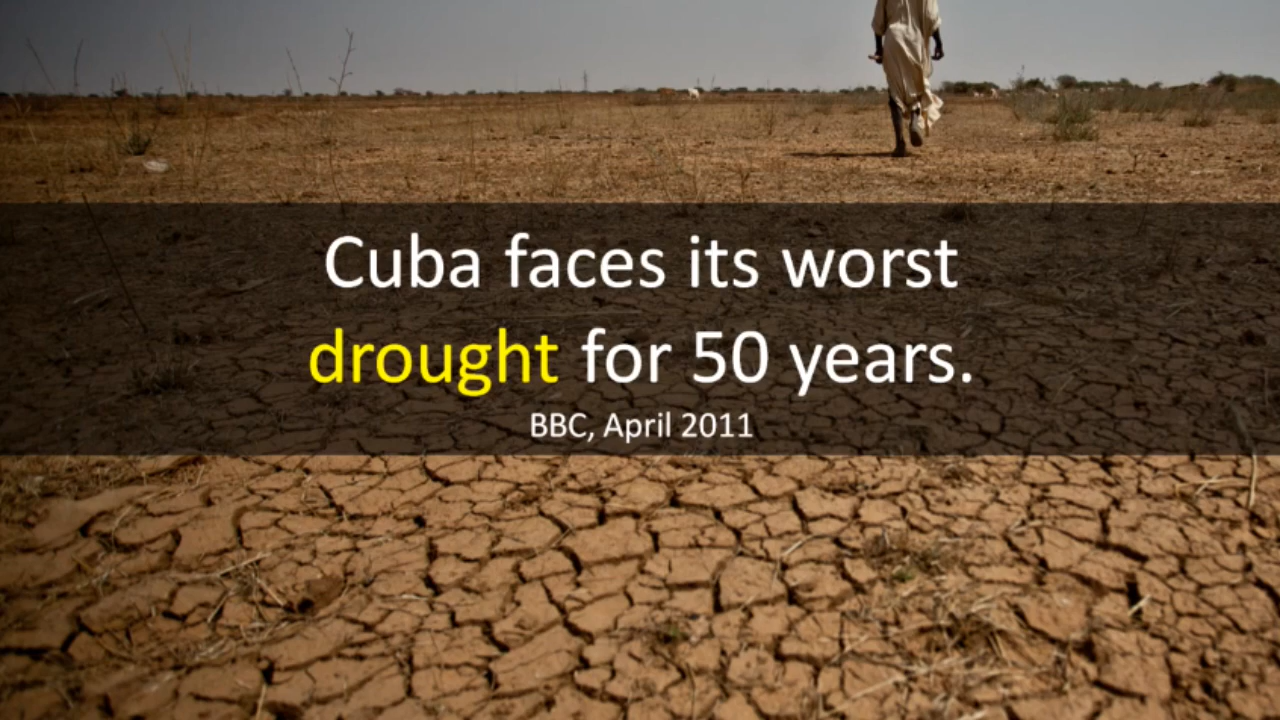 Cuba faces its worst
drought for 50 years.
BBC, April 2011